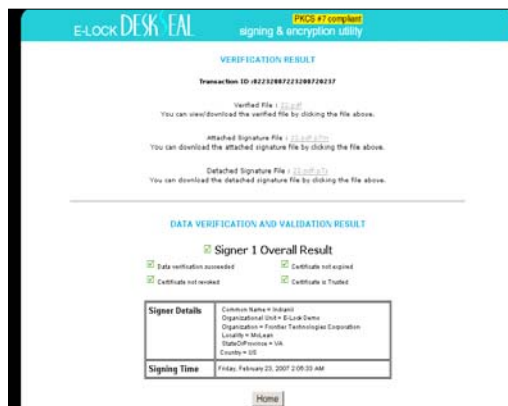 E-LOCK DESKSEAL
PKCS #7 compliant
signing & encryption utility
VERIFICATION RESULT
Transaction ID :02232007223208720237
Verified File :
You can view/download the verified file by clicking the file above.
Attached Signature File :
You can download the attached signature file by clicking the file above.
Detached Signature File :
You can download the detached signature file by clicking the file above.
DATA VERIFICATION AND VALIDATION RESULT
Signer 1 Overall Result
Data verification succeeded
Certificate not expired
Certificate not revoked
Certificate is Trusted
Signer Details
Common Name = Indranil
Organizational Unit = E-Lock Demo
Organization = Frontier Technologies Corporation
Locality = McLean
StateOrProvince = VA
Country = US
Signing Time
Friday, February 23, 2007 2:05:33 AM
Home